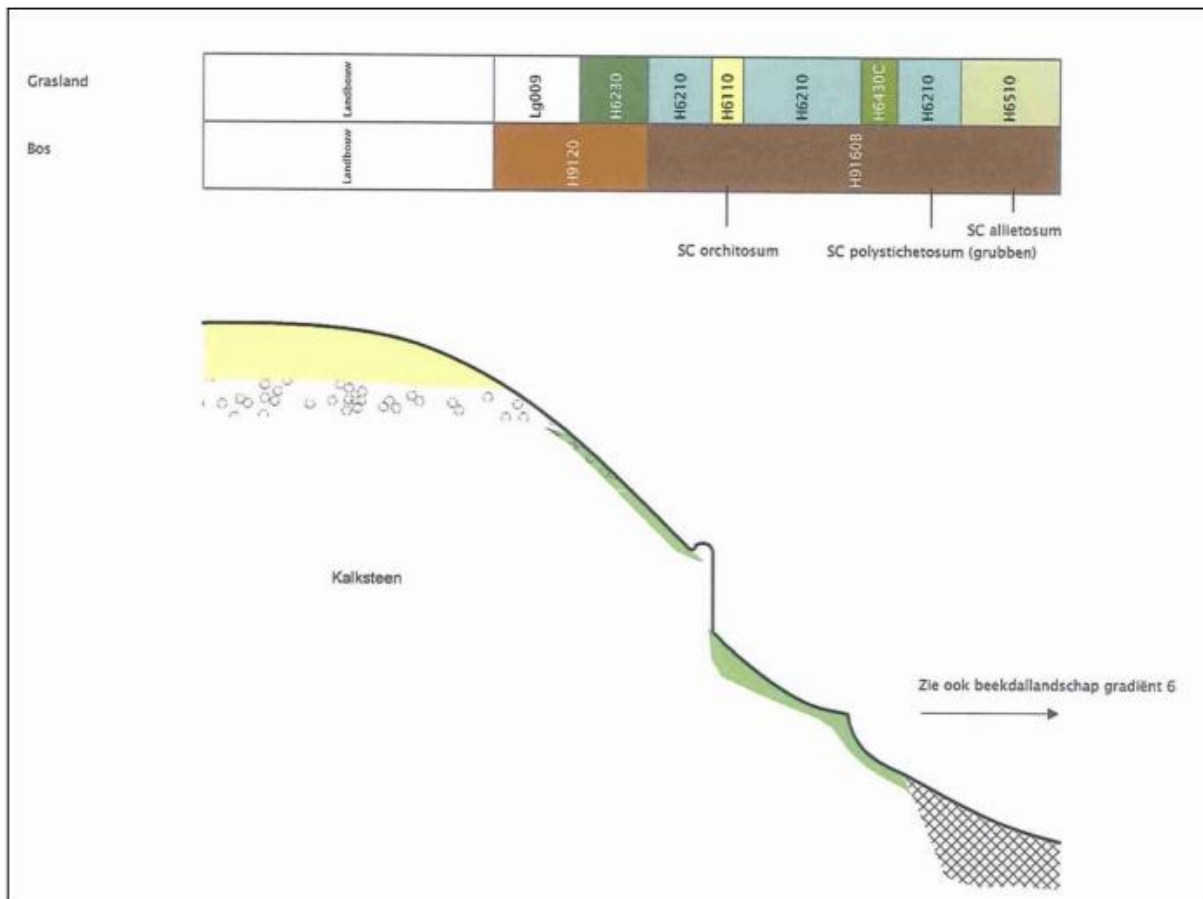 Grasland
Landbouw
Lg009
H6230
H6210
H6110
H6210
H6430C
H6210
H6510
Bos
Landbouw
H9120
H9160B
SC orchitosum
SC polystichetosum (grubben)
SC allietosum
Kalksteen
Zie ook beekdallandschap gradiënt 6